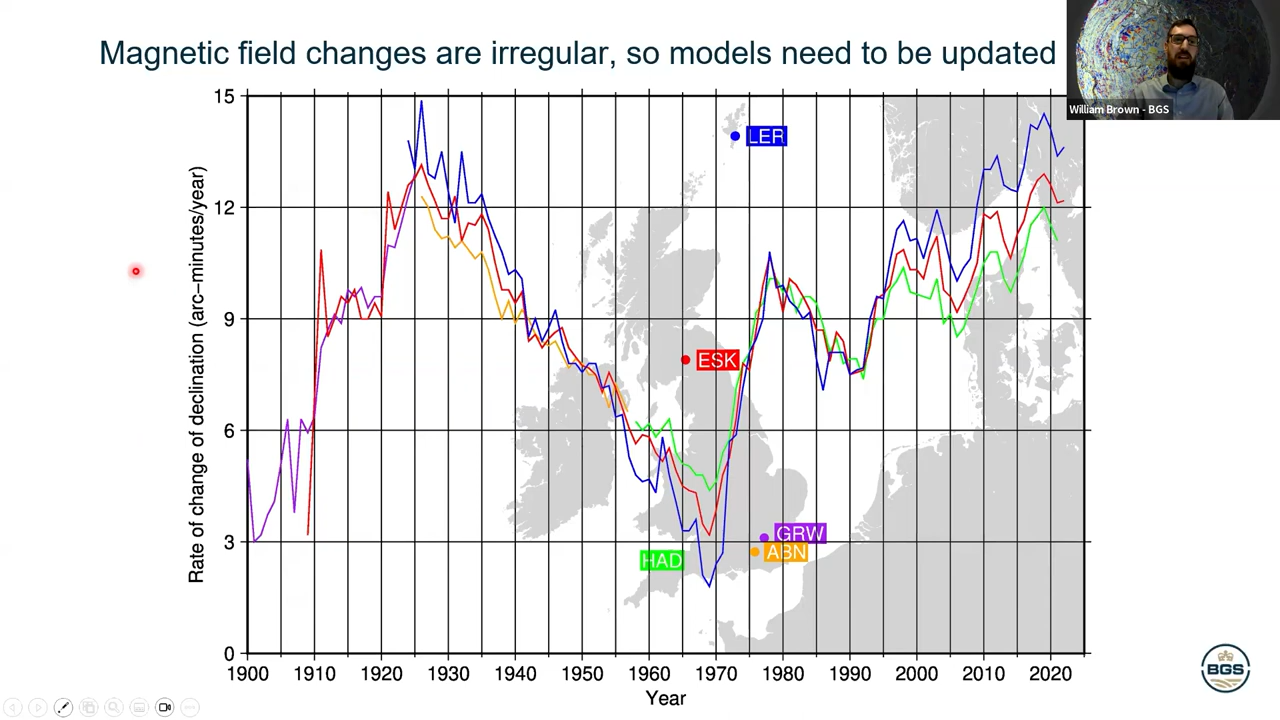 Magnetic field changes are irregular, so models need to be updated
William Brown - BGS
15
12
9
6
3
0
Rate of change of declination (arc−minutes/year)
LER
ESK
GRW
ABN
HAD
1900 1910 1920 1930 1940 1950 1960 1970 1980 1990 2000 2010 2020
Year
BGS